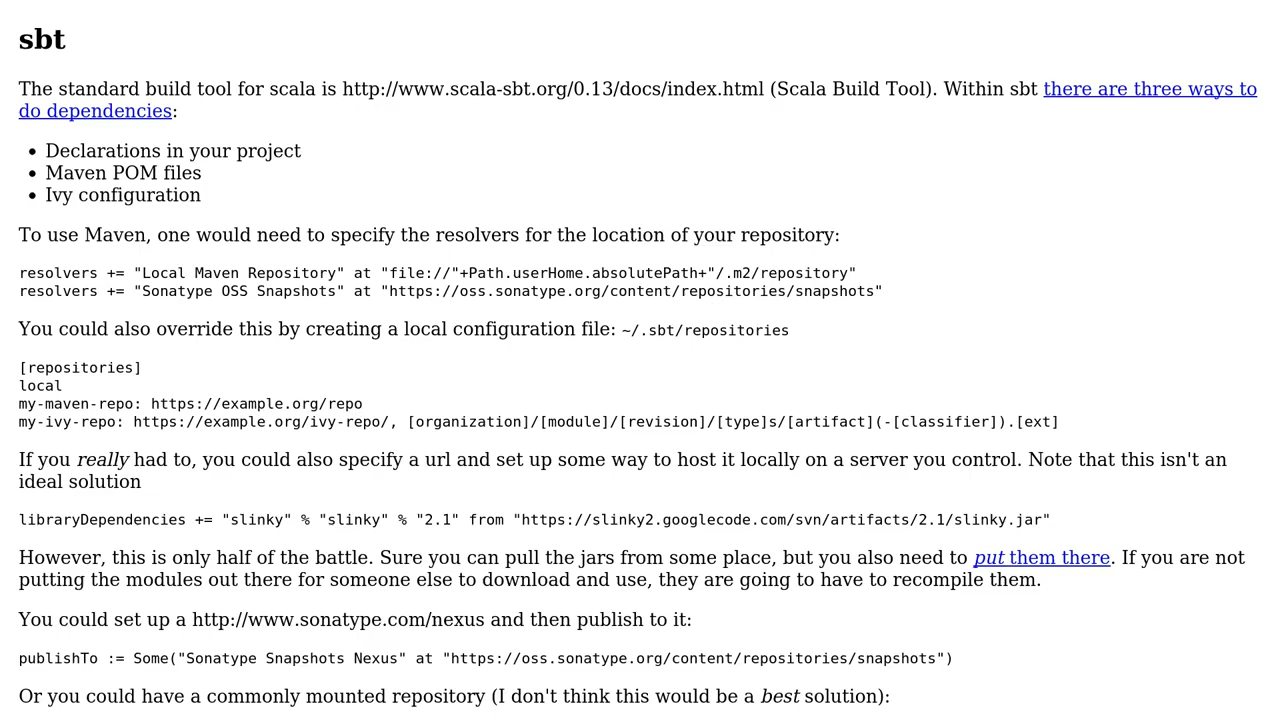 sbt
The standard build tool for scala is http://www.scala-sbt.org/0.13/docs/index.html (Scala Build Tool). Within sbt there are three ways to
do dependencies:
• Declarations in your project
• Maven POM files
• Ivy configuration
To use Maven, one would need to specify the resolvers for the location of your repository:
resolvers += "Local Maven Repository" at "file://"+Path.userHome.absolutePath+"/.m2/repository"
resolvers += "Sonatype OSS Snapshots" at "https://oss.sonatype.org/content/repositories/snapshots"
You could also override this by creating a local configuration file: ~/.sbt/repositories
[repositories]
local
my-maven-repo: https://example.org/repo
my-ivy-repo: https://example.org/ivy-repo/, [organization]/[module]/[revision]/[type]s/[artifact](-[classifier]).[ext]
If you really had to, you could also specify a url and set up some way to host it locally on a server you control. Note that this isn't an
ideal solution
libraryDependencies += "slinky" % "slinky" % "2.1" from "https://slinky2.googlecode.com/svn/artifacts/2.1/slinky.jar"
However, this is only half of the battle. Sure you can pull the jars from some place, but you also need to put them there. If you are not
putting the modules out there for someone else to download and use, they are going to have to recompile them.
You could set up a http://www.sonatype.com/nexus and then publish to it:
publishTo := Some("Sonatype Snapshots Nexus" at "https://oss.sonatype.org/content/repositories/snapshots")
Or you could have a commonly mounted repository (I don't think this would be a best solution):